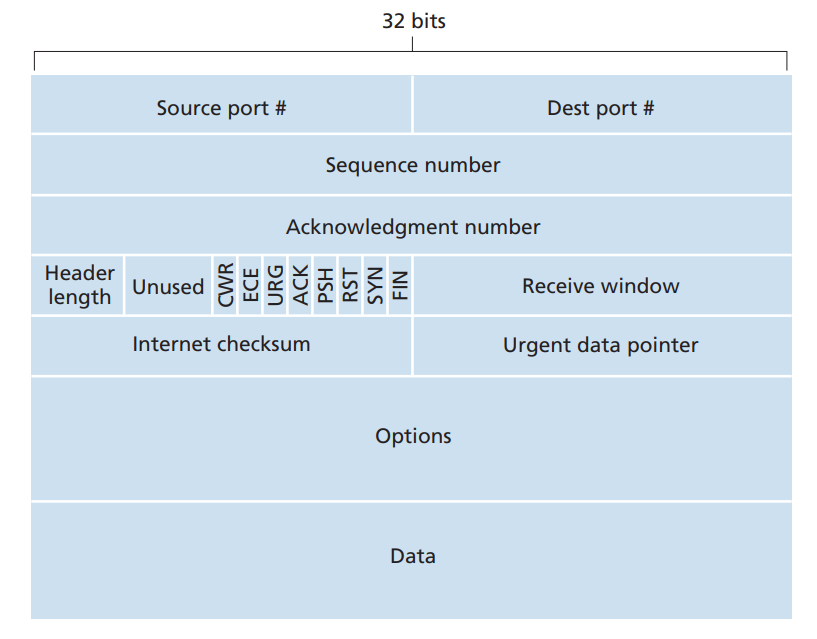 32 bits
Source port #
Dest port #
Sequence number
Acknowledgment number
Header
length
Unused
CWR
ECE
URG
ACK
PSH
RST
SYN
FIN
Receive window
Internet checksum
Urgent data pointer
Options
Data